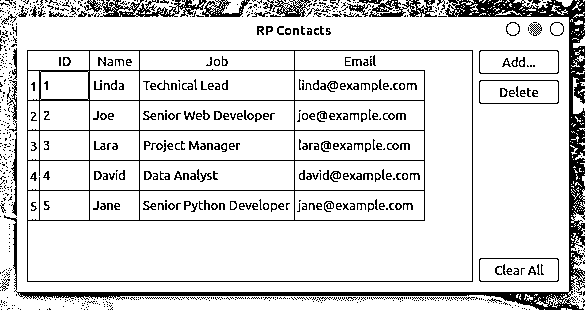 RP Contacts
ID Name Job Email
1 1 Linda Technical Lead linda@example.com
2 2 Joe Senior Web Developer joe@example.com
3 3 Lara Project Manager lara@example.com
4 4 David Data Analyst david@example.com
5 5 Jane Senior Python Developer jane@example.com
Add...
Delete
Clear All